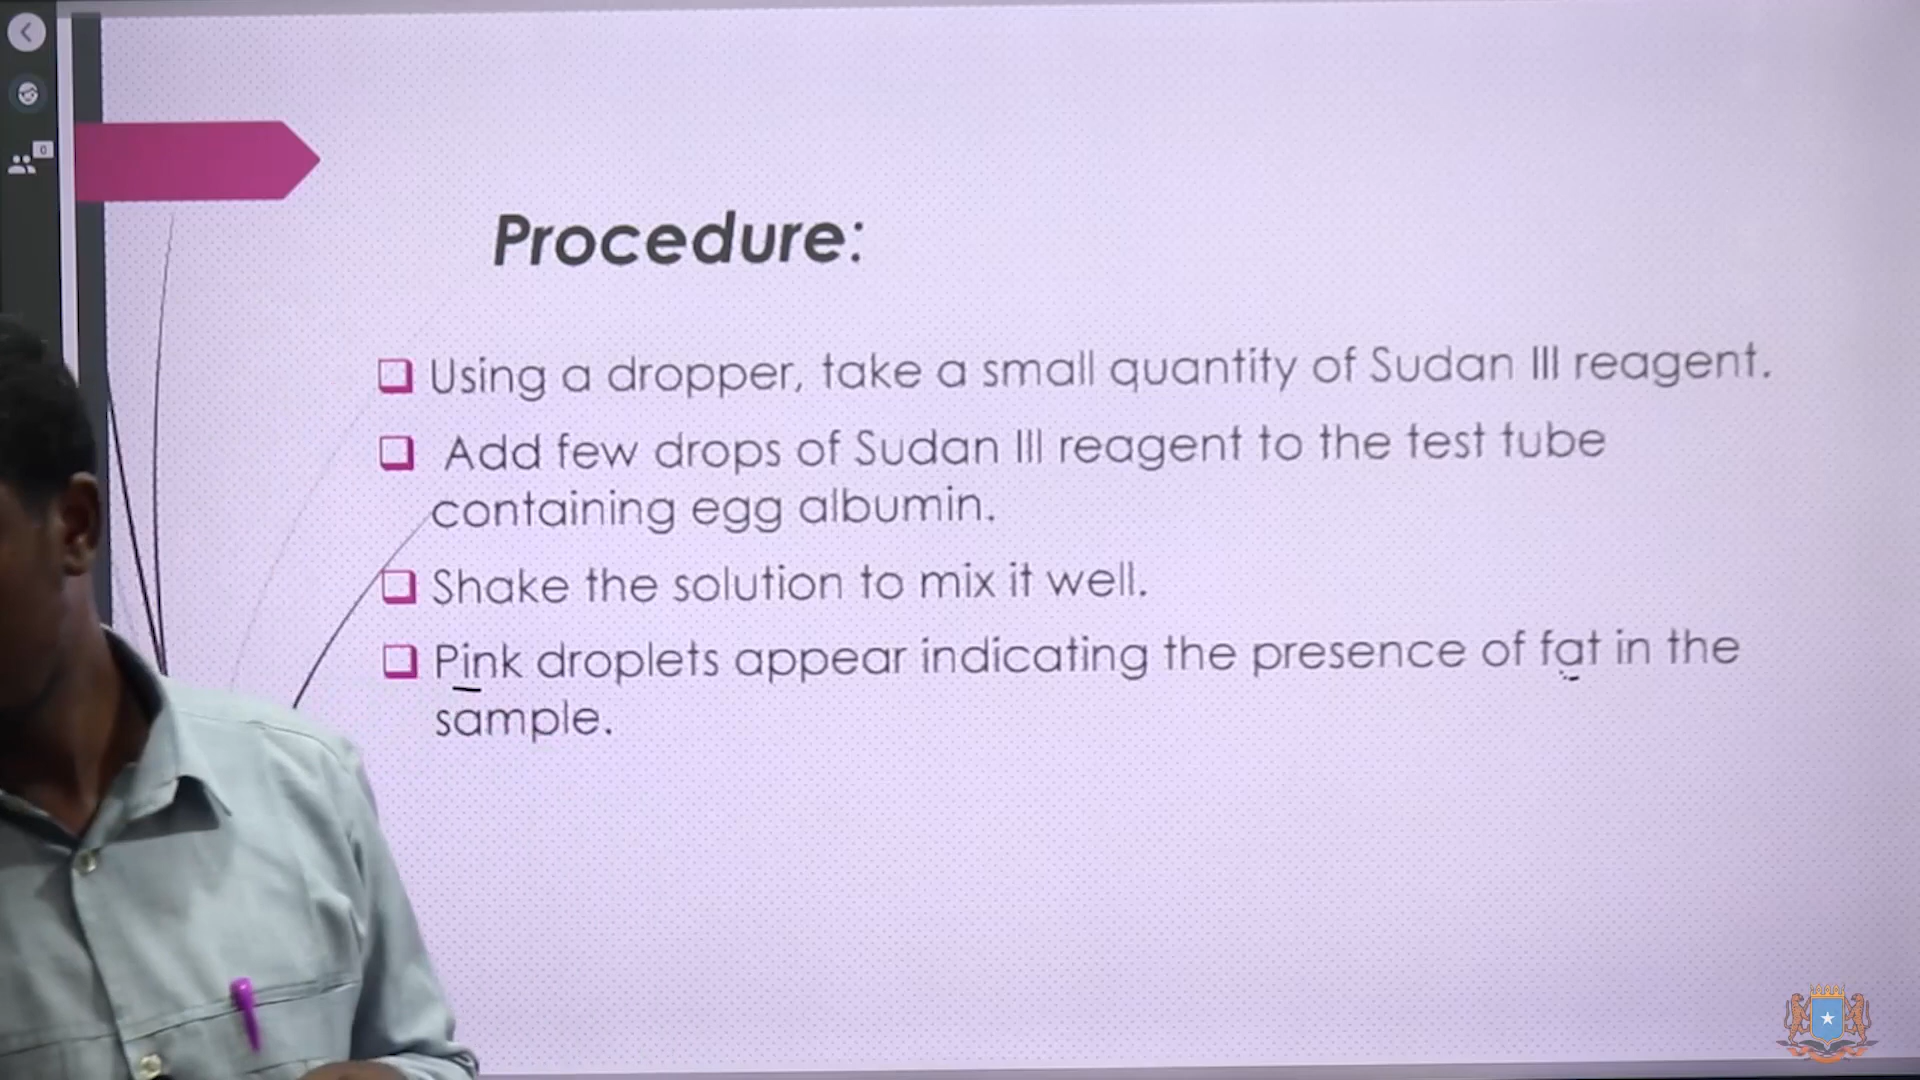 0
Procedure:
Using a dropper, take a small quantity of Sudan III reagent.
Add few drops of Sudan III reagent to the test tube
containing egg albumin.
Shake the solution to mix it well.
Pink droplets appear indicating the presence of fat in the
sample.